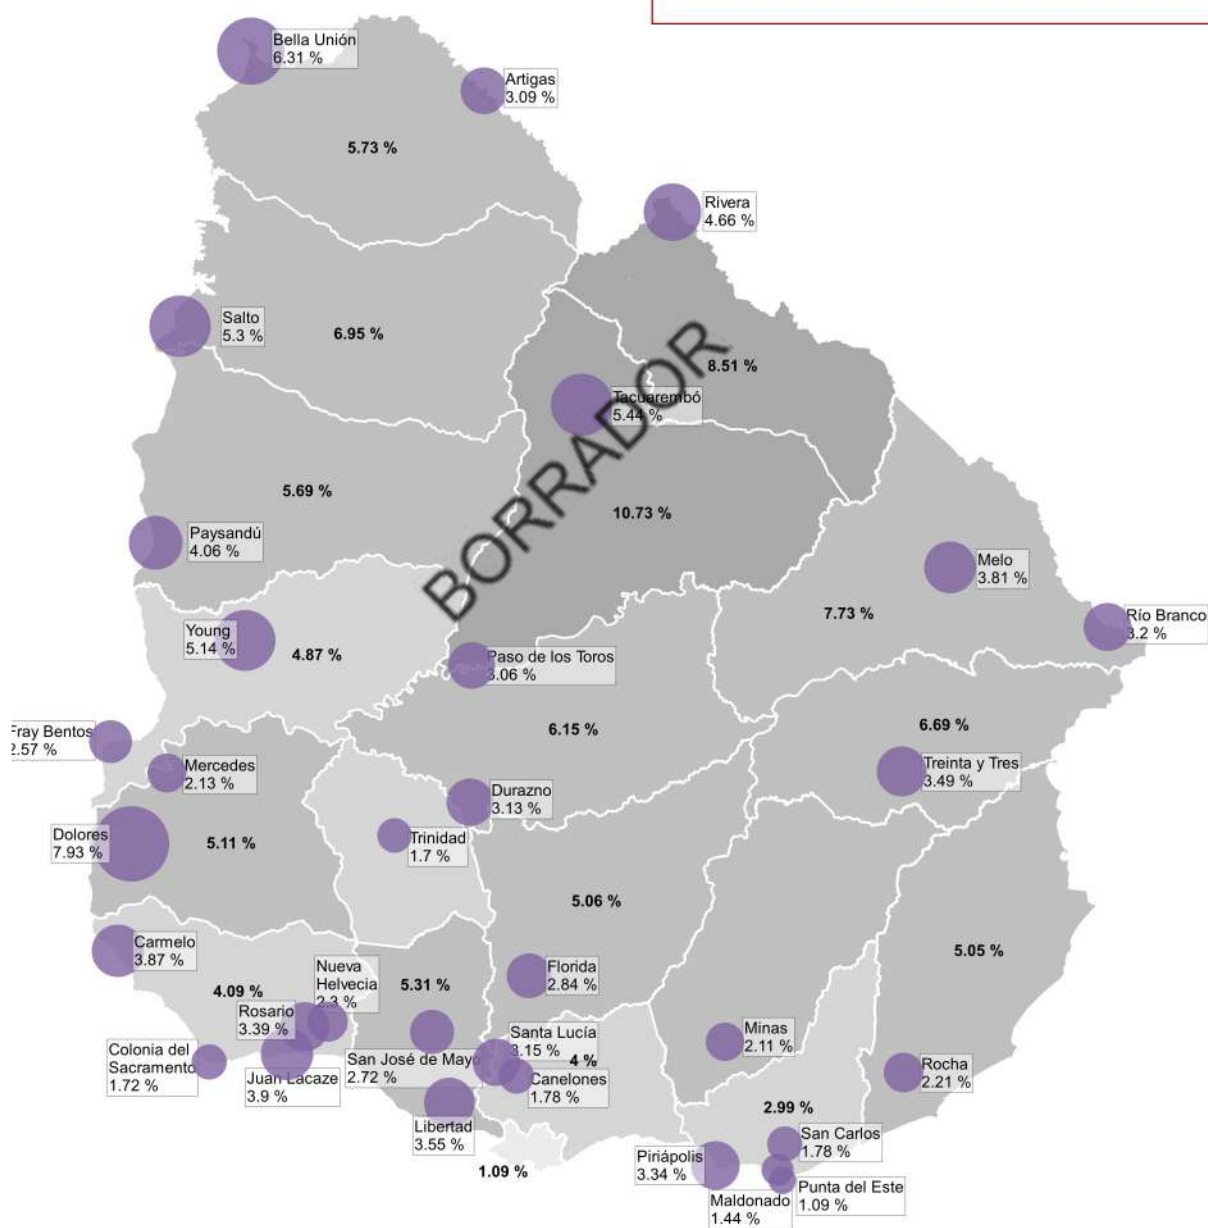 Bella Unión
6.31 %
Artigas
3.09 %
5.73 %
Rivera
4.66 %
Salto
5.3 %
6.95 %
8.51 %
Tacuarembó
5.44 %
BORRADOR
5.69 %
10.73 %
Paysandú
4.06 %
Melo
3.81 %
7.73 %
Río Branco
3.2 %
Young
5.14 %
4.87 %
Paso de los Toros
3.06 %
6.15 %
6.69 %
Fray Bentos
2.57 %
Mercedes
2.13 %
Treinta y Tres
3.49 %
Durazno
3.13 %
Dolores
7.93 %
5.11 %
Trinidad
1.7 %
5.06 %
5.05 %
Carmelo
3.87 %
4.09 %
Nueva
Helvecia
2.3 %
5.31 %
Florida
2.84 %
Rosario
3.39 %
Santa Lucía
3.15 %
4 %
Minas
2.11 %
Colonia del
Sacramento
1.72 %
Juan Lacaze
3.9 %
San José de Mayo
2.72 %
Canelones
1.78 %
Rocha
2.21 %
Libertad
3.55 %
2.99 %
San Carlos
1.78 %
1.09 %
Piriápolis
3.34 %
Maldonado
1.44 %
Punta del Este
1.09 %